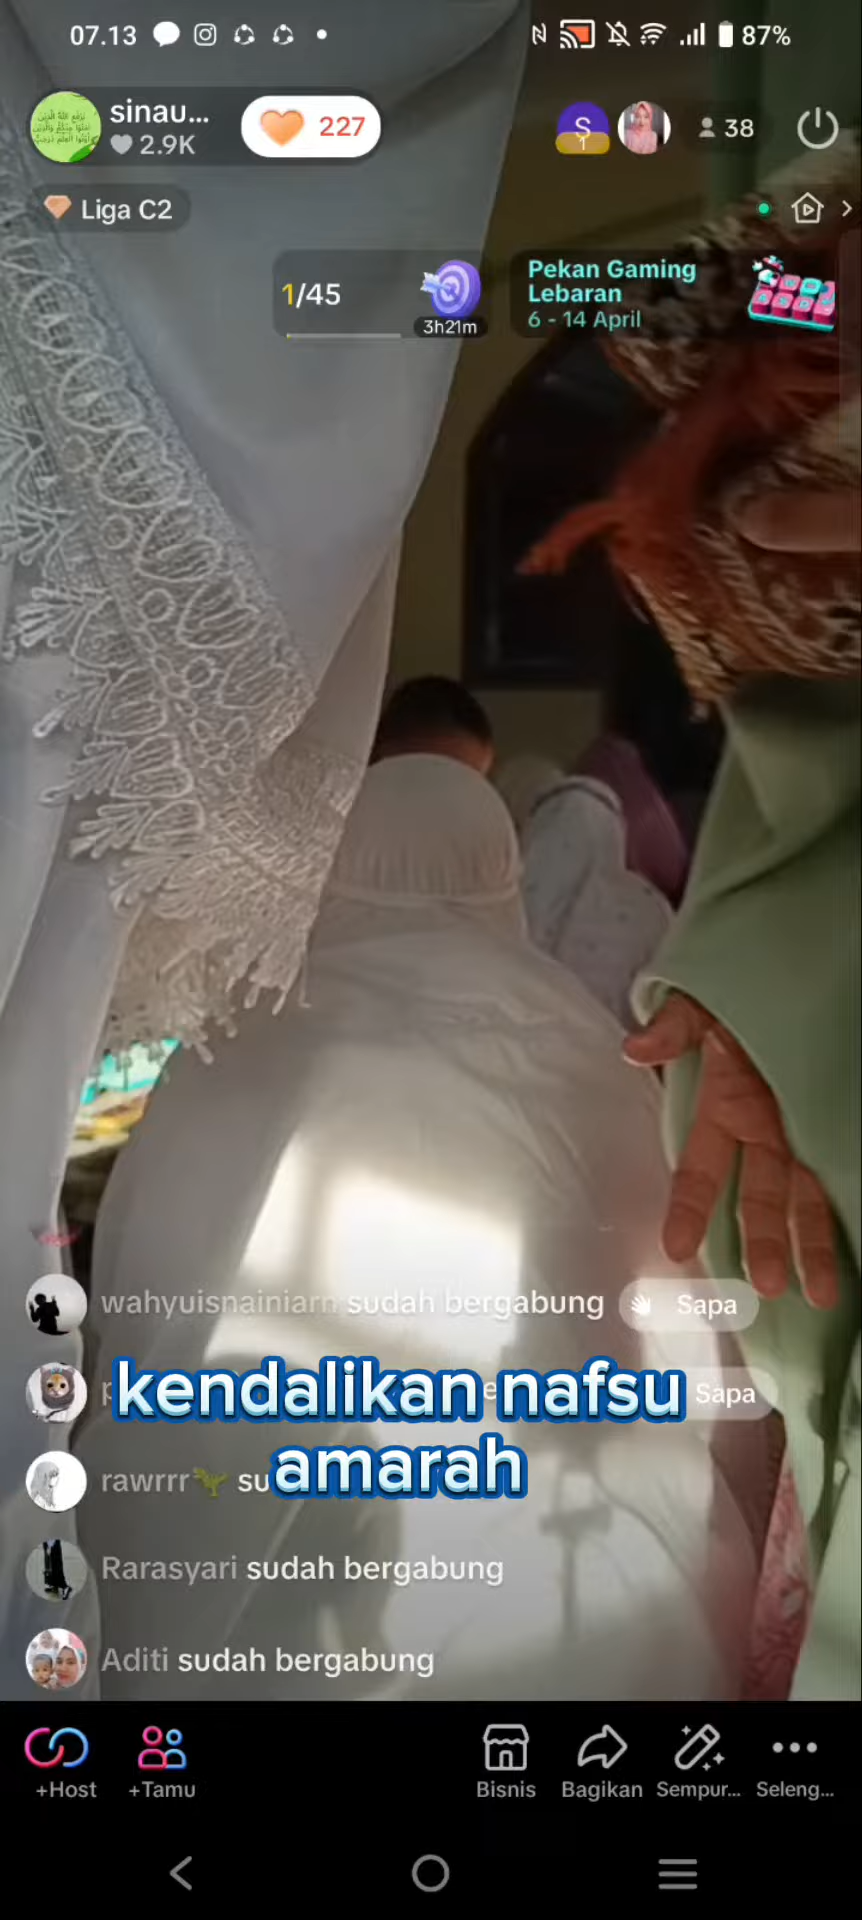 07.13
87%
sinau...
2.9K
227
S
1
38
Liga C2
1/45
3h21m
Pekan Gaming
Lebaran
6 - 14 April
wahyuisnainiarn sudah bergabung
Sapa
kendalikan nafsu
Sapa
amarah
rawrrr su
Rarasyari sudah bergabung
Aditi sudah bergabung
+Host
+Tamu
Bisnis
Bagikan
Sempur...
Seleng...